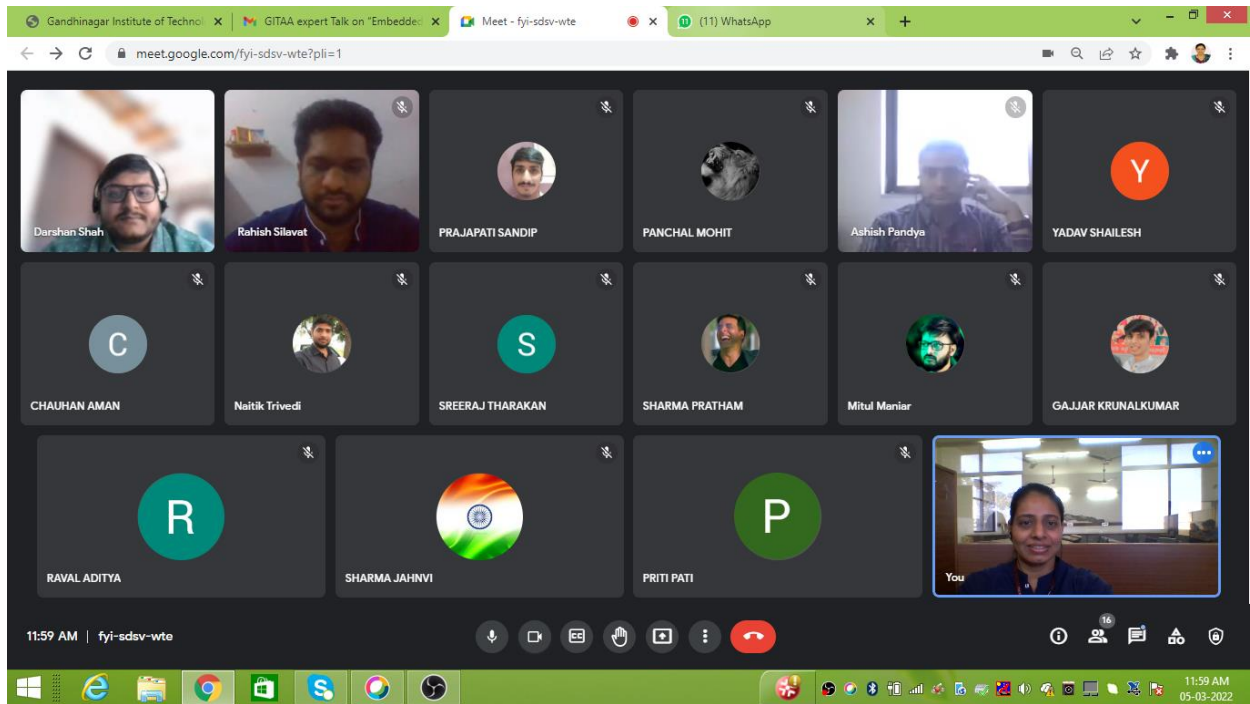 Gandhinagar Institute of Technol
GITAA expert Talk on "Embedded
Meet - fyi-sdsv-wte
(11) WhatsApp
meet.google.com/fyi-sdsv-wte?pli=1
Darshan Shah
Rahish Silavat
PRAJAPATI SANDIP
PANCHAL MOHIT
Ashish Pandya
Y
YADAV SHAILESH
C
CHAUHAN AMAN
Naitik Trivedi
S
SREERAJ THARAKAN
SHARMA PRATHAM
Mitul Maniar
GAJJAR KRUNALKUMAR
R
RAVAL ADITYA
SHARMA JAHNVI
P
PRITI PATI
You
11:59 AM | fyi-sdsv-wte
CC
16
11:59 AM
05-03-2022